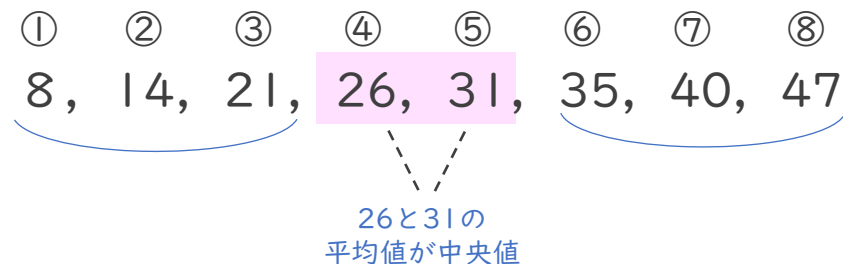 ① ② ③ ④ ⑤ ⑥ ⑦ ⑧
8, 14, 21, 26, 31, 35, 40, 47
26と31の
平均値が中央値